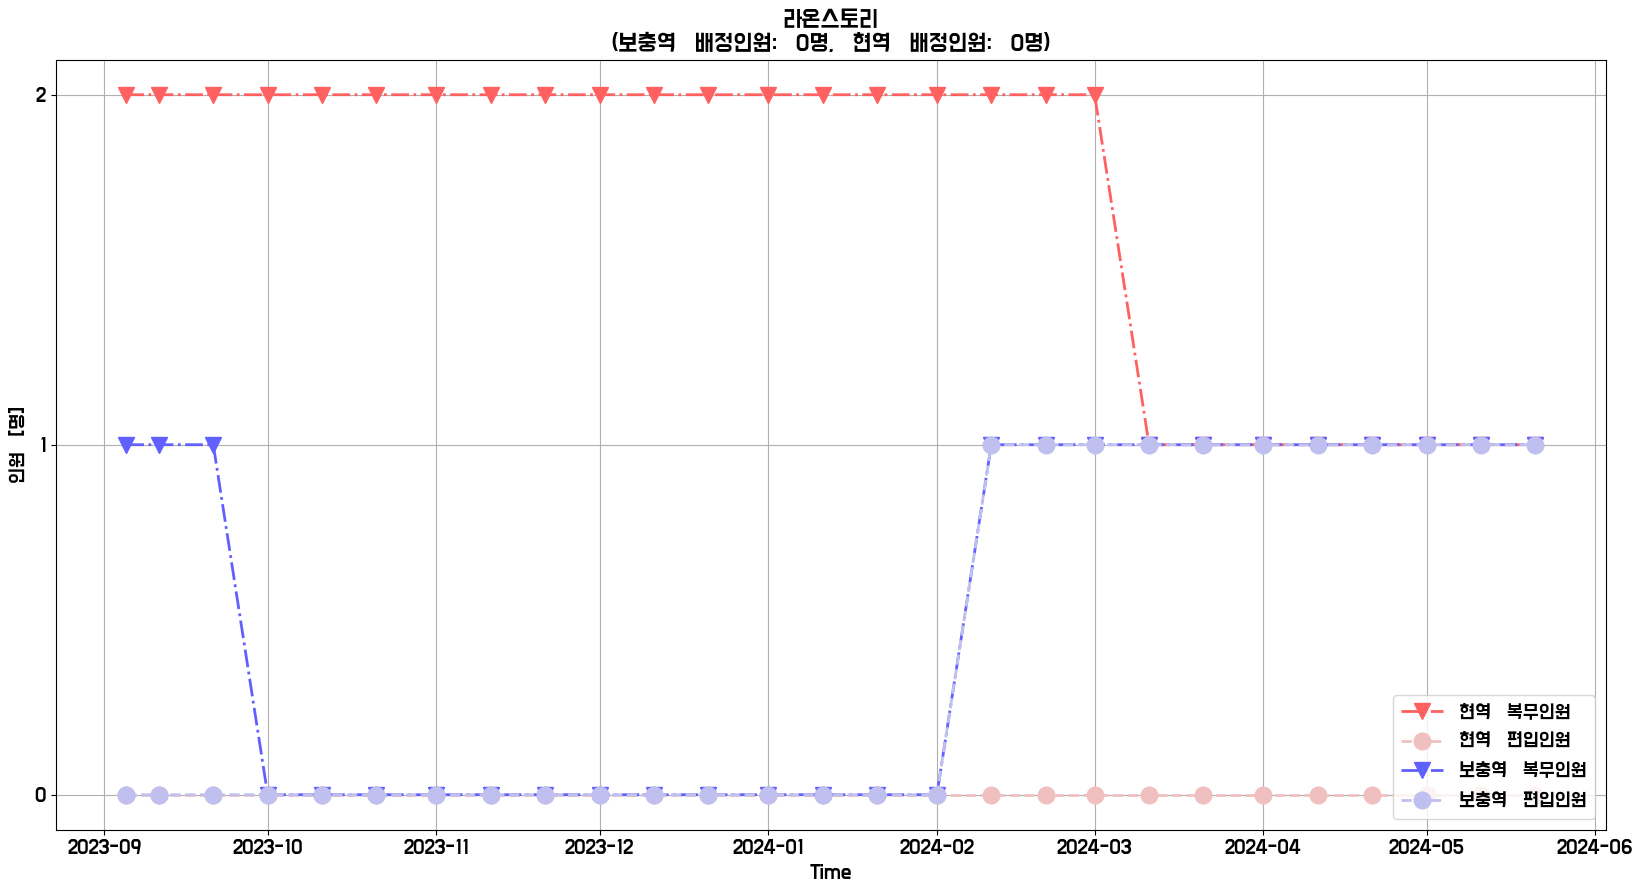 라온스토리
(보충역 배정인원: 0명, 현역 배정인원: 0명)
인원 [명]
2
1
0
현역 복무인원
현역 편입인원
보충역 복무인원
보충역 편입인원
2023-09 2023-10 2023-11 2023-12 2024-01 2024-02 2024-03 2024-04 2024-05 2024-06
Time